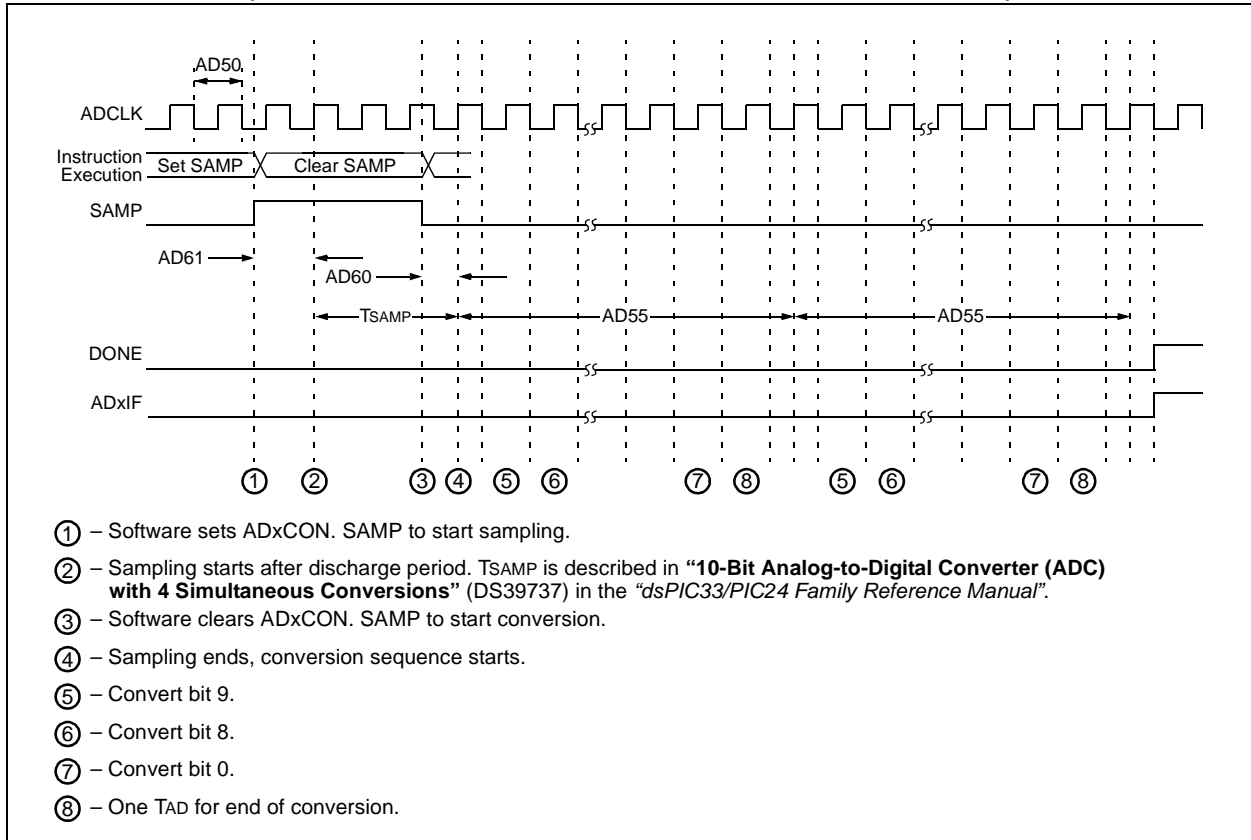 AD50
ADCLK
Instruction
Execution
Set SAMP
Clear SAMP
SAMP
AD61
AD60
TSAMP
AD55
AD55
DONE
ADxIF
1 2 3 4 5 6 7 8 5 6 7 8
1 – Software sets ADxCON. SAMP to start sampling.
2 – Sampling starts after discharge period. TSAMP is described in “10-Bit Analog-to-Digital Converter (ADC)
with 4 Simultaneous Conversions” (DS39737) in the “dsPIC33/PIC24 Family Reference Manual”.
3 – Software clears ADxCON. SAMP to start conversion.
4 – Sampling ends, conversion sequence starts.
5 – Convert bit 9.
6 – Convert bit 8.
7 – Convert bit 0.
8 – One TAD for end of conversion.